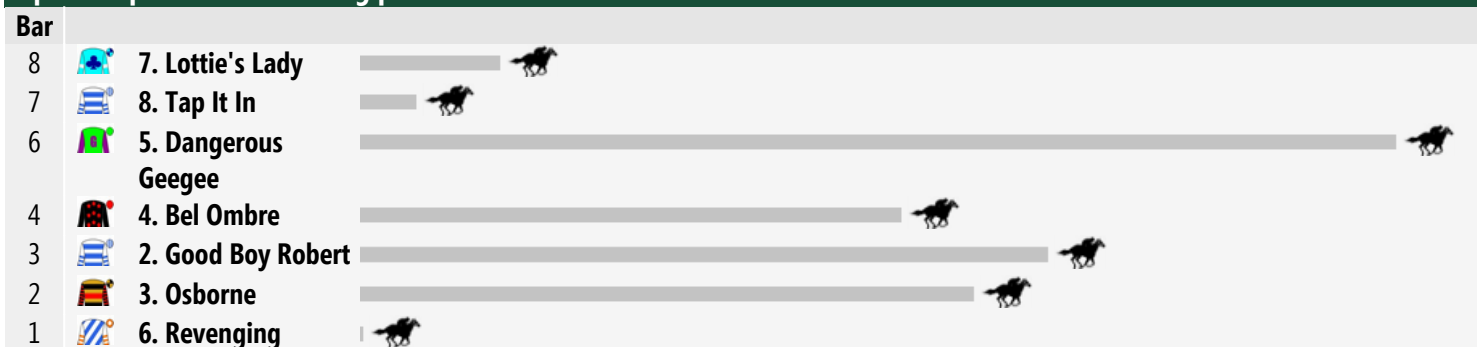 Bar
8 7. Lottie's Lady
7 8. Tap It In
6 5. Dangerous
Geegee
4 4. Bel Ombre
3 2. Good Boy Robert
2 3. Osborne
1 6. Revenging